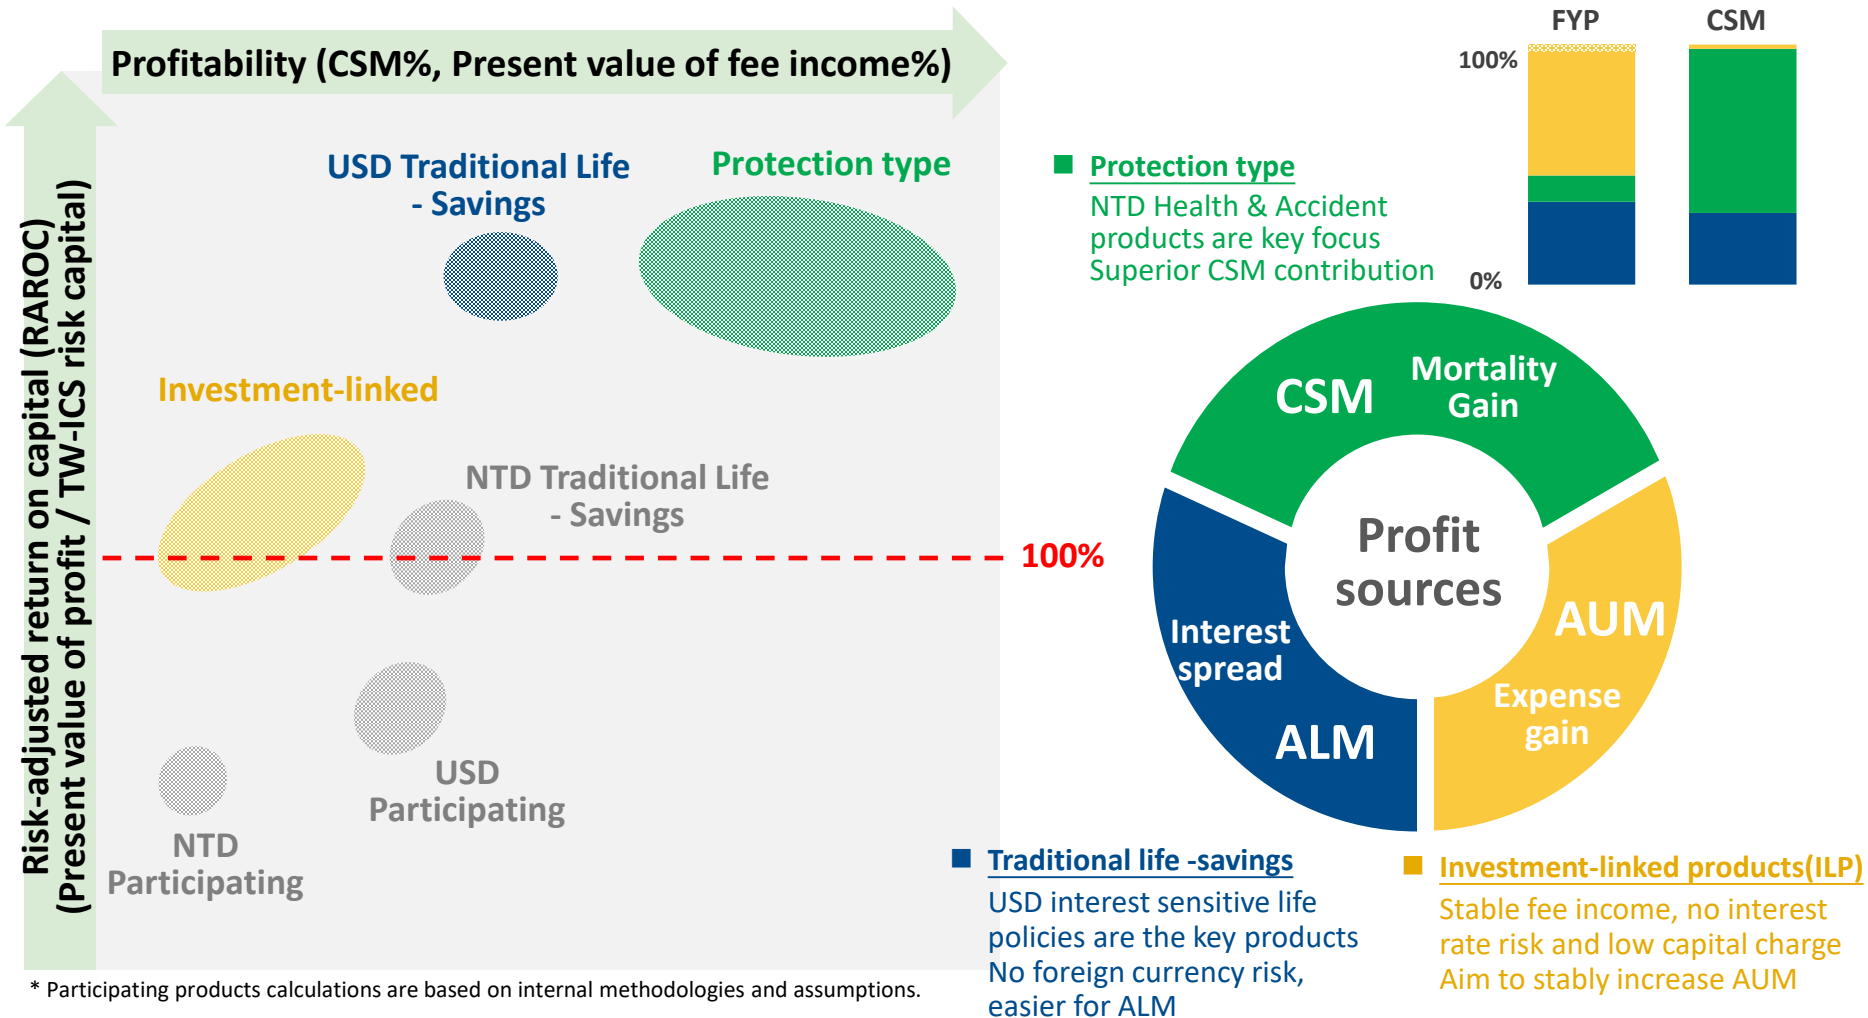 Profitability (CSM%, Present value of fee income%)
Risk-adjusted return on capital (RAROC)
(Present value of profit / TW-ICS risk capital)
USD Traditional Life
- Savings
Protection type
Investment-linked
NTD Traditional Life
- Savings
100%
USD
Participating
NTD
Participating
* Participating products calculations are based on internal methodologies and assumptions.
FYP
CSM
100%
0%
■ Protection type
NTD Health & Accident
products are key focus
Superior CSM contribution
CSM
Mortality
Gain
Profit
sources
Interest
spread
ALM
AUM
Expense
gain
■ Traditional life -savings
USD interest sensitive life
policies are the key products
No foreign currency risk,
easier for ALM
■ Investment-linked products(ILP)
Stable fee income, no interest
rate risk and low capital charge
Aim to stably increase AUM